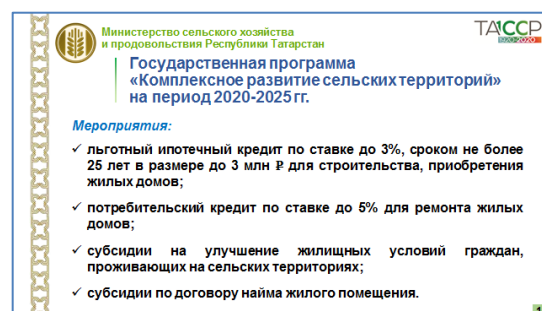 Министерство сельского хозяйства
и продовольствия Республики Татарстан
ТАССР
1920-2020
Государственная программа
«Комплексное развитие сельских территорий»
на период 2020-2025 гг.
Мероприятия:
✓ льготный ипотечный кредит по ставке до 3%, сроком не более
25 лет в размере до 3 млн ₽ для строительства, приобретения
жилых домов;
✓ потребительский кредит по ставке до 5% для ремонта жилых
домов;
✓ субсидии на улучшение жилищных условий граждан,
проживающих на сельских территориях;
✓ субсидии по договору найма жилого помещения.
1